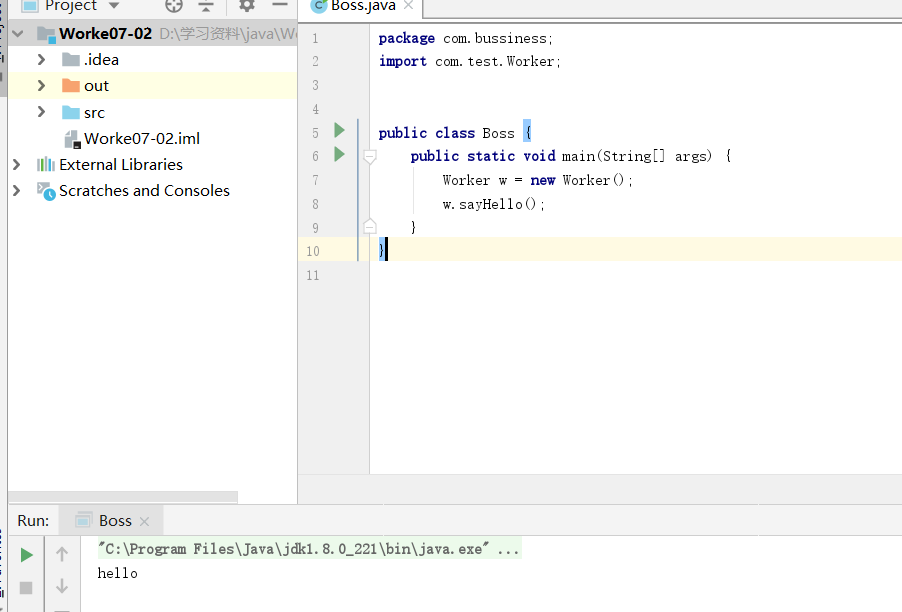 Project
Boss.java
Worke07-02 D:\学习资料\java\W
.idea
out
src
Worke07-02.iml
External Libraries
Scratches and Consoles
1 package com.bussiness;
2 import com.test.Worker;
3
4
5 public class Boss {
6 public static void main(String[] args) {
7 Worker w = new Worker();
8 w.sayHello();
9 }
10 }
11
Run: Boss
"C:\Program Files\Java\jdk1.8.0_221\bin\java.exe" ...
hello